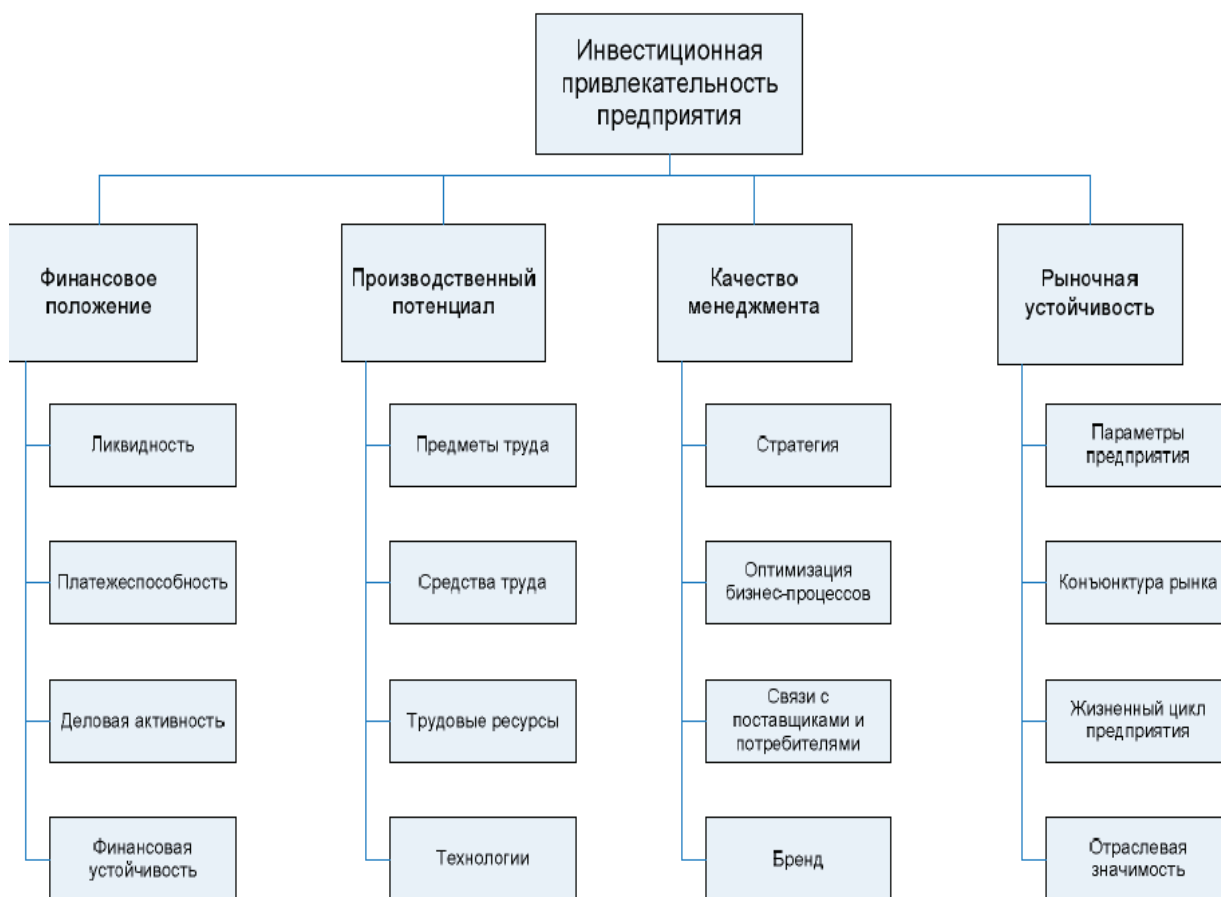 Инвестиционная
привлекательность
предприятия
Финансовое
положение
Производственный
потенциал
Качество
менеджмента
Рыночная
устойчивость
Ликвидность
Предметы труда
Стратегия
Параметры
предприятия
Платежеспособность
Средства труда
Оптимизация
бизнес-процессов
Конъюнктура рынка
Деловая активность
Трудовые ресурсы
Связи с
поставщиками и
потребителями
Жизненный цикл
предприятия
Финансовая
устойчивость
Технологии
Бренд
Отраслевая
значимость